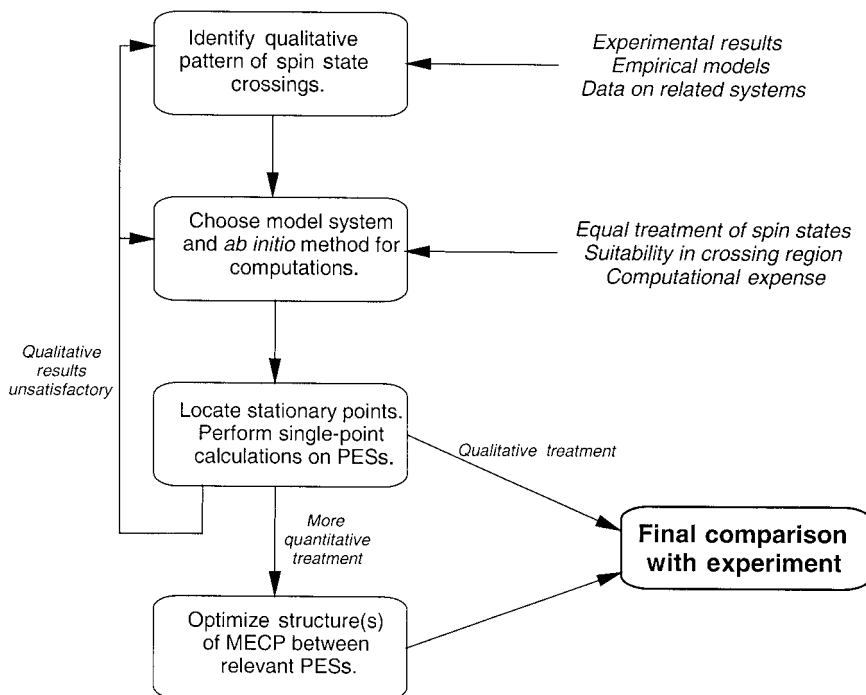 Identify qualitative
pattern of spin state
crossings.
Experimental results
Empirical models
Data on related systems
Choose model system
and ab initio method for
computations.
Equal treatment of spin states
Suitability in crossing region
Computational expense
Qualitative
results
unsatisfactory
Locate stationary points.
Perform single-point
calculations on PESs.
Qualitative treatment
More
quantitative
treatment
Final comparison
with experiment
Optimize structure(s)
of MECP between
relevant PESs.